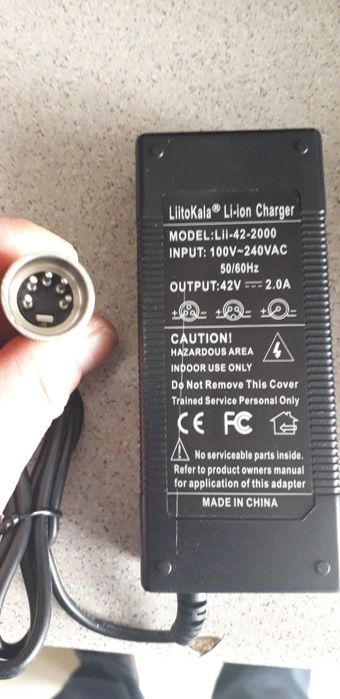 LiitoKala® Li-ion Charger
MODEL:Lii-42-2000
INPUT: 100V~240VAC
50/60Hz
OUTPUT:42V ⎓ 2.0A
CAUTION!
HAZARDOUS AREA
INDOOR USE ONLY
Do Not Remove This Cover
Trained Service Personal Only
CE FC
No serviceable parts inside.
Refer to product owners manual
for application of this adapter
MADE IN CHINA